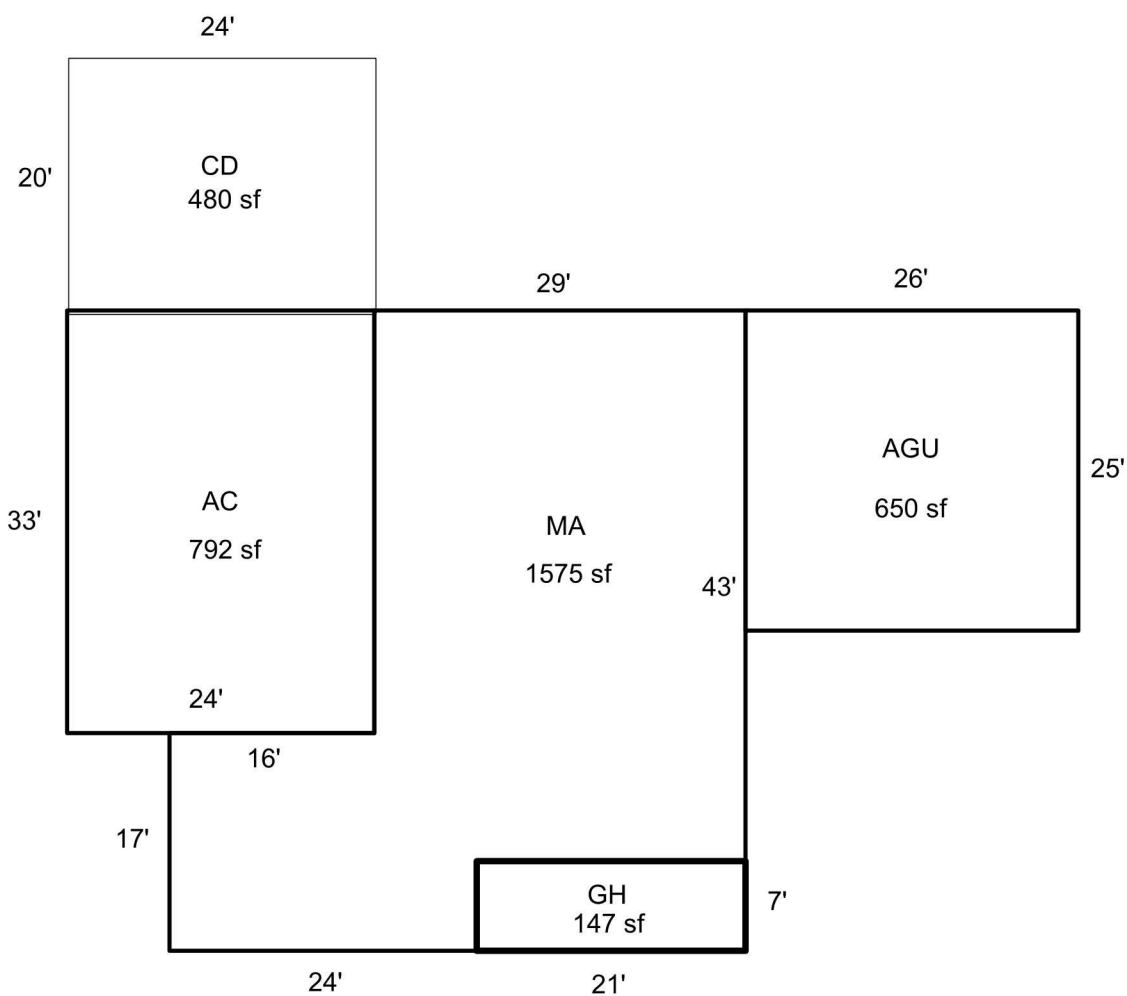 24'
20'
CD
480 sf
29'
26'
33'
AC
792 sf
MA
1575 sf
43'
AGU
650 sf
25'
24'
16'
17'
GH
147 sf
7'
24'
21'